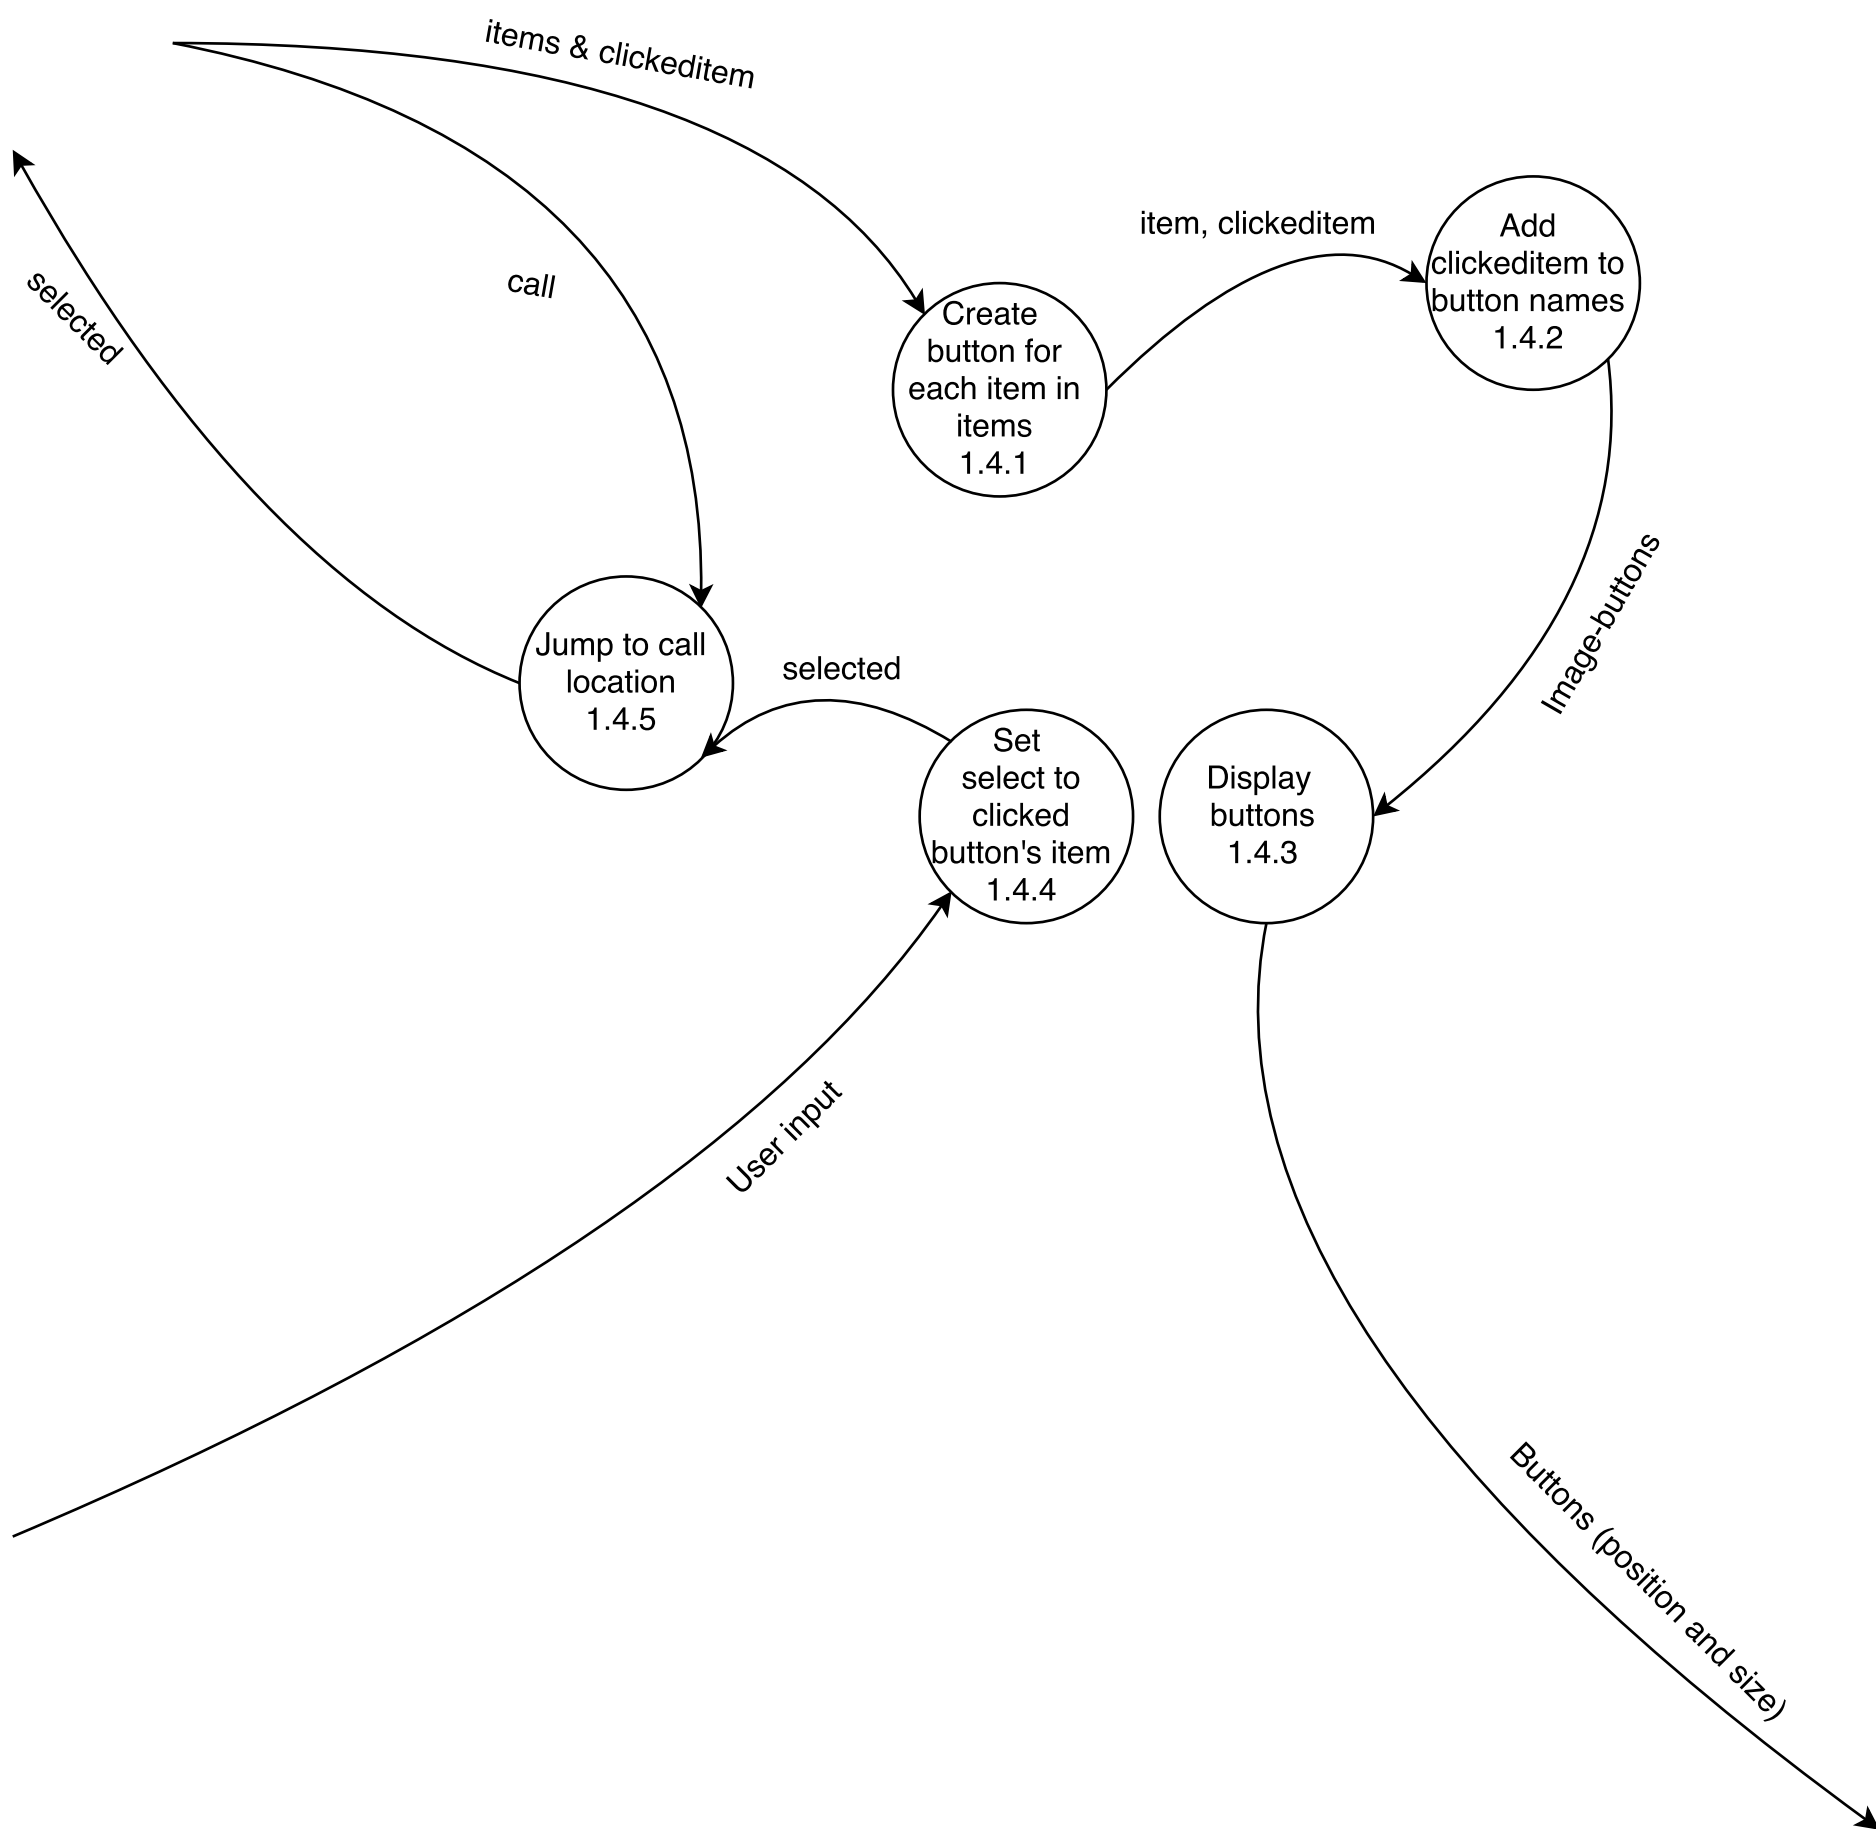 items & clickeditem
call
selected
Create
button for
each item in
items
1.4.1
item, clickeditem
Add
clickeditem to
button names
1.4.2
Image-buttons
Jump to call
location
1.4.5
selected
Set
select to
clicked
button's item
1.4.4
Display
buttons
1.4.3
User input
Buttons (position and size)